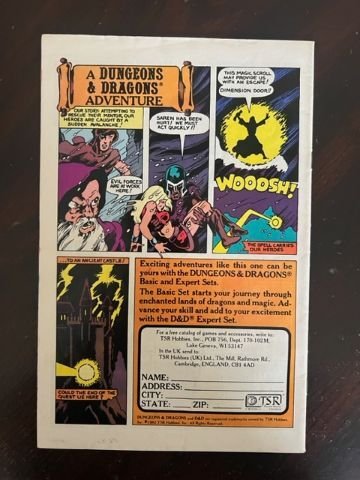 A DUNGEONS
& DRAGONS®
ADVENTURE
OUR STORY: ATTEMPTING TO
RESCUE THEIR MENTOR, OUR
HEROES ARE CAUGHT BY A
SUDDEN AVALANCHE!
EVIL FORCES
ARE AT WORK
HERE!
SAREN HAS BEEN
HURT! WE MUST
ACT QUICKLY!!
THIS MAGIC SCROLL
MAY PROVIDE US
WITH AN ESCAPE!
DIMENSION DOOR!!
WOOOSH!
THE SPELL CARRIES
OUR HEROES
...TO AN ANCIENT CASTLE!
COULD THE END OF THE
QUEST LIE HERE?
Exciting adventures like this one can be
yours with the DUNGEONS & DRAGONS®
Basic and Expert Sets.
The Basic Set starts your journey through
enchanted lands of dragons and magic. Ad-
vance your skill and add to your excitement
with the D&D® Expert Set.
For a free catalog of games and accessories, write to:
TSR Hobbies, Inc., POB 756, Dept. 170-102M
Lake Geneva, WI 53147
In the UK send to
TSR Hobbies (UK) Ltd., The Mill, Rathmore Rd.,
Cambridge, ENGLAND, CB1 4AD
NAME:
ADDRESS:
CITY:
STATE: ZIP:
TSR
DUNGEONS & DRAGONS and D&D are registered trademarks owned by TSR Hobbies,
Inc. ©1982 TSR Hobbies, Inc. All Rights Reserved.